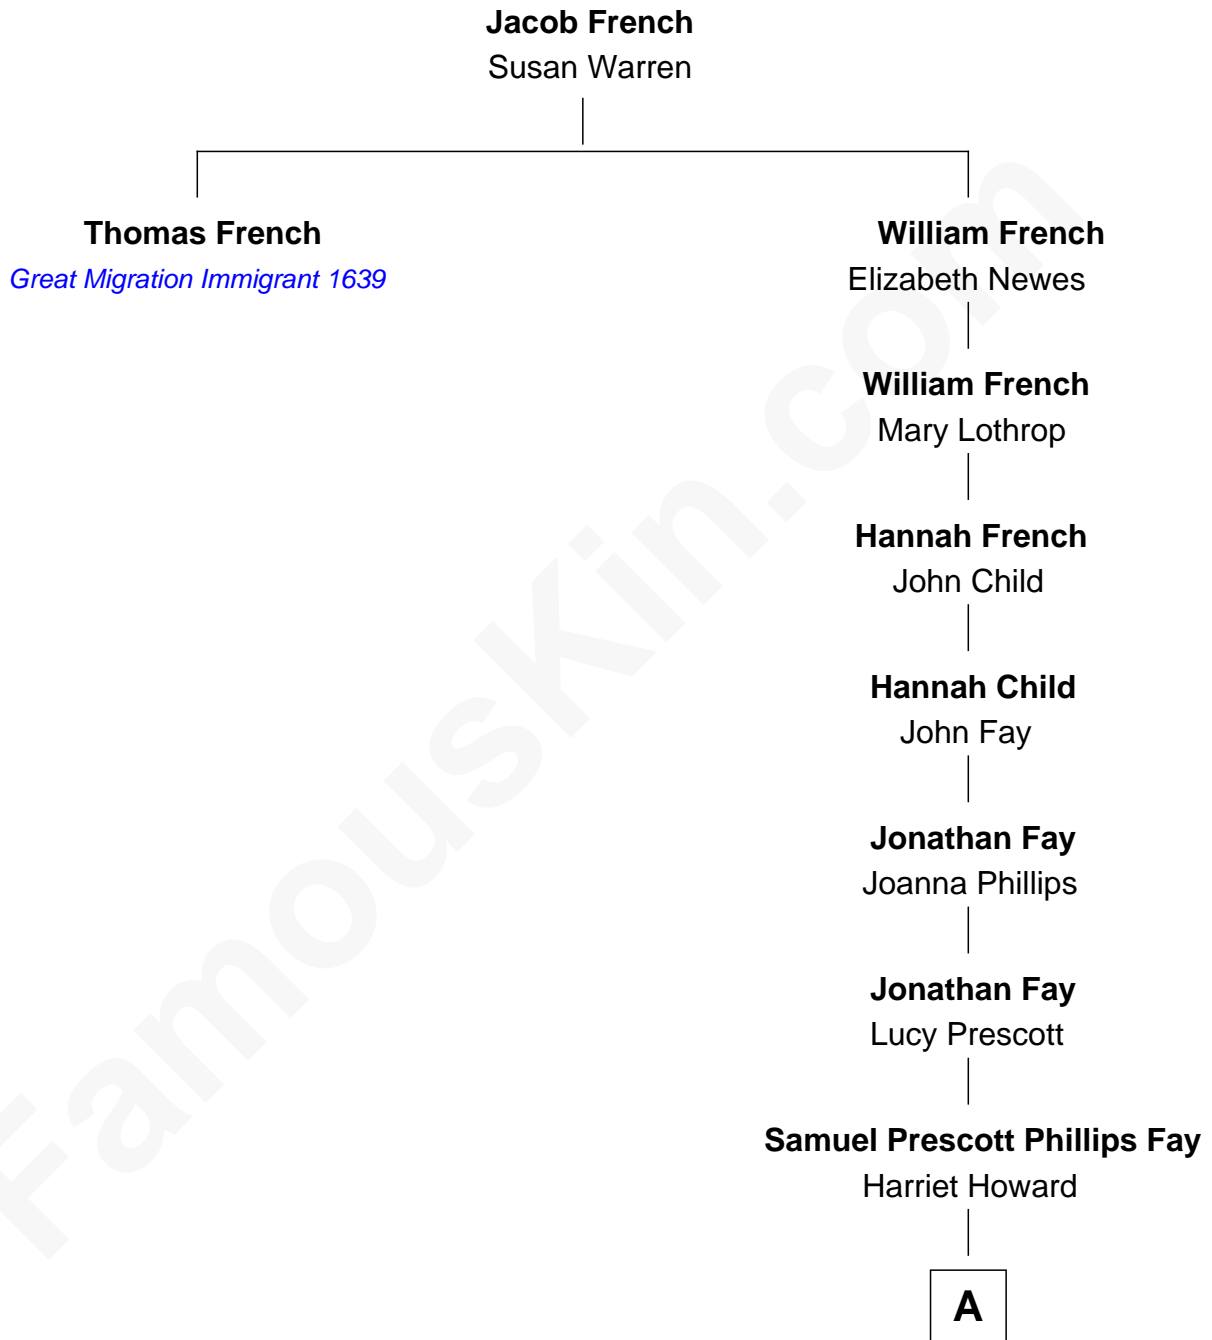 Jacob French
Susan Warren
Thomas French
Great Migration Immigrant 1639
William French
Elizabeth Newes
William French
Mary Lothrop
Hannah French
John Child
Hannah Child
John Fay
Jonathan Fay
Joanna Phillips
Jonathan Fay
Lucy Prescott
Samuel Prescott Phillips Fay
Harriet Howard
A
FamousKin.com